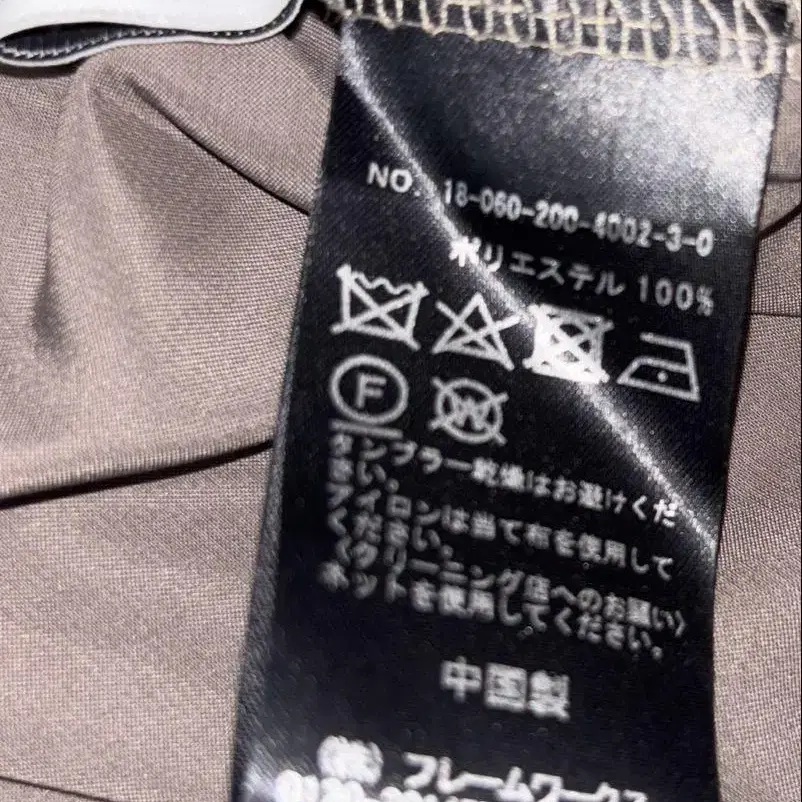 NO. 18-060-200-4002-3-0
ポリエステル 100%
F
W
タンブラー乾燥はお避けくだ
さい。
アイロンは当て布を使用して
ください。
〈クリーニング店へのお願い〉
ネットを使用してください。
中国製
(株) フレームワークス